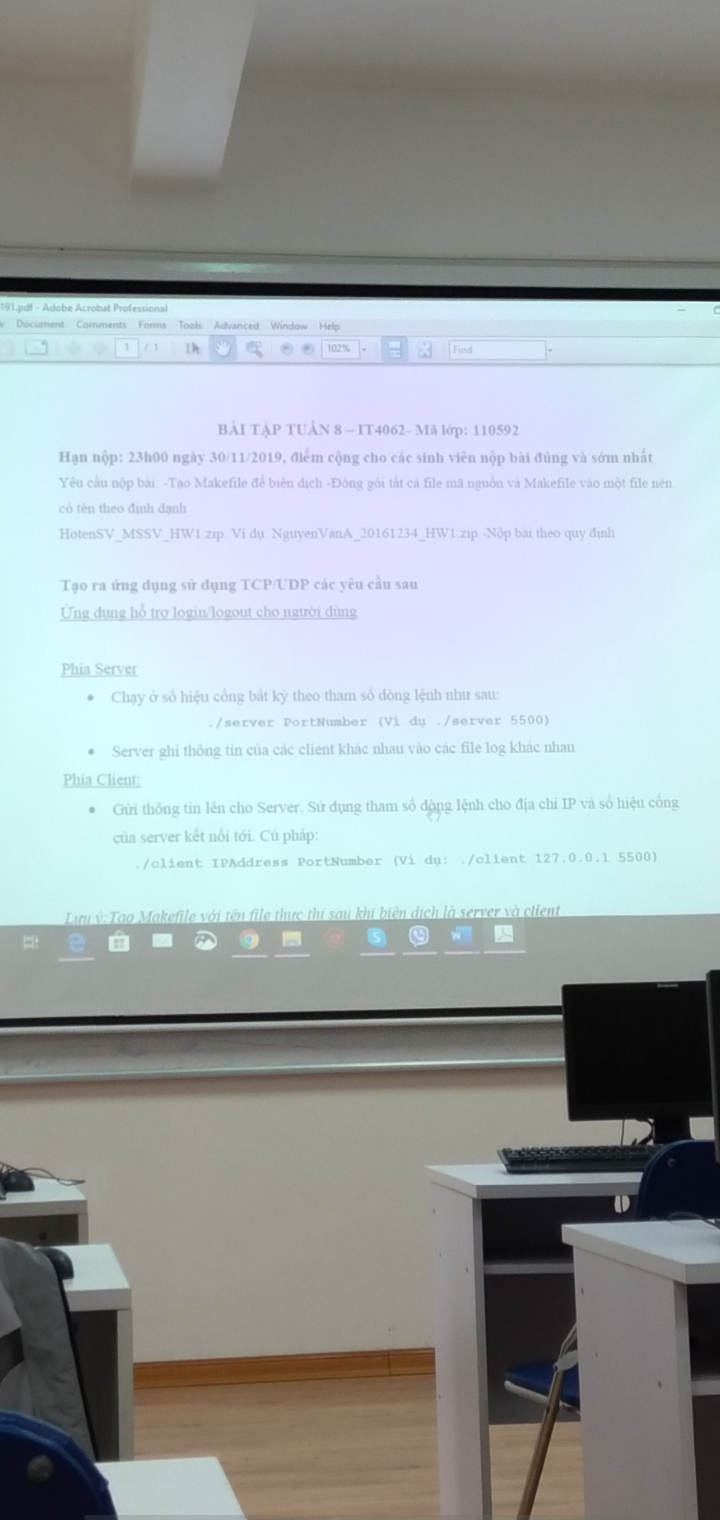 191.pdf - Adobe Acrobat Professional
Document Comments Forms Tools Advanced Window Help
1 / 1 102% Find
BÀI TẬP TUẦN 8 – IT4062- Mã lớp: 110592
Hạn nộp: 23h00 ngày 30/11/2019, điểm cộng cho các sinh viên nộp bài đúng và sớm nhất
Yêu cầu nộp bài: -Tạo Makefile để biên dịch -Đóng gói tất cả file mã nguồn và Makefile vào một file nén
có tên theo định danh
HotenSV_MSSV_HW1.zip. Ví dụ: NguyenVanA_20161234_HW1.zip -Nộp bài theo quy định
Tạo ra ứng dụng sử dụng TCP/UDP các yêu cầu sau
Ứng dụng hỗ trợ login/logout cho người dùng
Phía Server
• Chạy ở số hiệu cổng bất kỳ theo tham số dòng lệnh như sau:
./server PortNumber (Ví dụ ./server 5500)
• Server ghi thông tin của các client khác nhau vào các file log khác nhau
Phía Client:
• Gửi thông tin lên cho Server. Sử dụng tham số dòng lệnh cho địa chỉ IP và số hiệu cổng
của server kết nối tới. Cú pháp:
./client IPAddress PortNumber (Ví dụ: ./client 127.0.0.1 5500)
Lưu ý:Tạo Makefile với tên file thực thi sau khi biên dịch là server và client